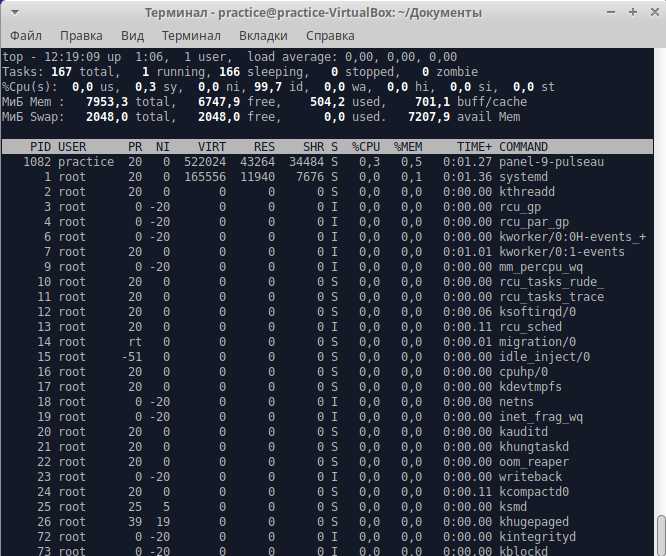 Терминал - practice@practice-VirtualBox: ~/Документы
Файл Правка Вид Терминал Вкладки Справка
top - 12:19:09 up  1:06,  1 user,  load average: 0,00, 0,00, 0,00
Tasks: 167 total,   1 running, 166 sleeping,   0 stopped,   0 zombie
%Cpu(s):  0,0 us,  0,3 sy,  0,0 ni, 99,7 id,  0,0 wa,  0,0 hi,  0,0 si,  0,0 st
МиБ Mem :   7953,3 total,   6747,9 free,    504,2 used,    701,1 buff/cache
МиБ Swap:   2048,0 total,   2048,0 free,      0,0 used.   7207,9 avail Mem
PID USER PR NI VIRT RES SHR S %CPU %MEM TIME+ COMMAND
1082 practice 20 0 522024 43264 34484 S 0,3 0,5 0:01.27 panel-9-pulseau
1 root 20 0 165556 11940 7676 S 0,0 0,1 0:01.36 systemd
2 root 20 0 0 0 0 S 0,0 0,0 0:00.00 kthreadd
3 root 0 -20 0 0 0 I 0,0 0,0 0:00.00 rcu_gp
4 root 0 -20 0 0 0 I 0,0 0,0 0:00.00 rcu_par_gp
6 root 0 -20 0 0 0 I 0,0 0,0 0:00.00 kworker/0:0H-events_+
7 root 20 0 0 0 0 I 0,0 0,0 0:01.01 kworker/0:1-events
9 root 0 -20 0 0 0 I 0,0 0,0 0:00.00 mm_percpu_wq
10 root 20 0 0 0 0 S 0,0 0,0 0:00.00 rcu_tasks_rude_
11 root 20 0 0 0 0 S 0,0 0,0 0:00.00 rcu_tasks_trace
12 root 20 0 0 0 0 S 0,0 0,0 0:00.06 ksoftirqd/0
13 root 20 0 0 0 0 I 0,0 0,0 0:00.11 rcu_sched
14 root rt 0 0 0 0 S 0,0 0,0 0:00.01 migration/0
15 root -51 0 0 0 0 S 0,0 0,0 0:00.00 idle_inject/0
16 root 20 0 0 0 0 S 0,0 0,0 0:00.00 cpuhp/0
17 root 20 0 0 0 0 S 0,0 0,0 0:00.00 kdevtmpfs
18 root 0 -20 0 0 0 I 0,0 0,0 0:00.00 netns
19 root 0 -20 0 0 0 I 0,0 0,0 0:00.00 inet_frag_wq
20 root 20 0 0 0 0 S 0,0 0,0 0:00.00 kauditd
21 root 20 0 0 0 0 S 0,0 0,0 0:00.00 khungtaskd
22 root 20 0 0 0 0 S 0,0 0,0 0:00.00 oom_reaper
23 root 0 -20 0 0 0 I 0,0 0,0 0:00.00 writeback
24 root 20 0 0 0 0 S 0,0 0,0 0:00.11 kcompactd0
25 root 25 5 0 0 0 S 0,0 0,0 0:00.00 ksmd
26 root 39 19 0 0 0 S 0,0 0,0 0:00.00 khugepaged
72 root 0 -20 0 0 0 I 0,0 0,0 0:00.00 kintegrityd
73 root 0 -20 0 0 0 I 0,0 0,0 0:00.00 kblockd